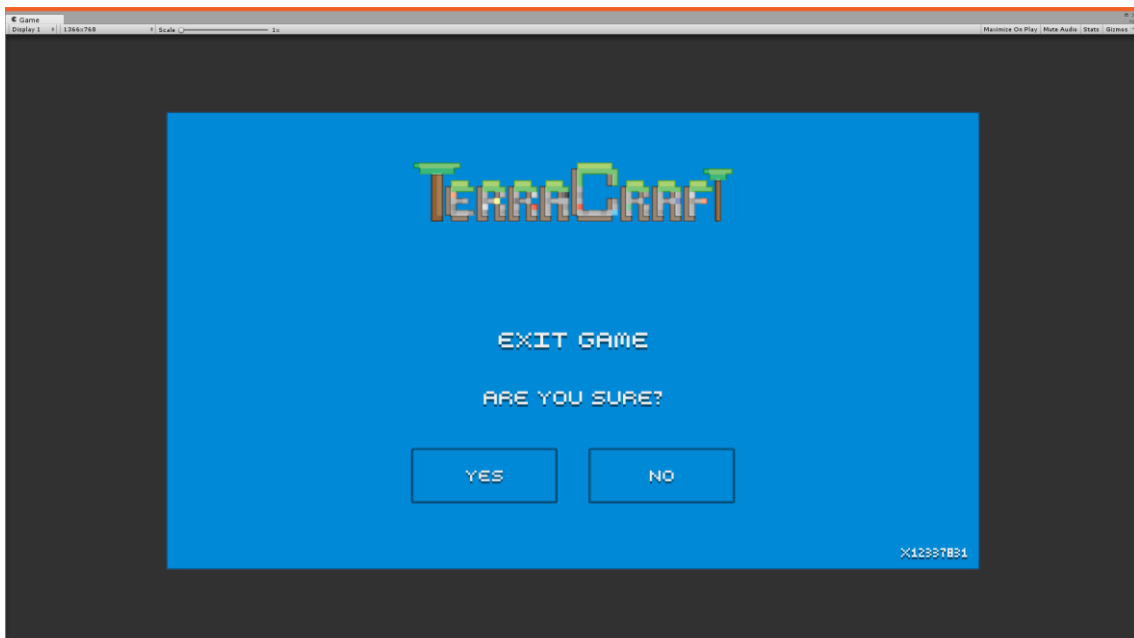 Game
Display 1 1366x768 Scale 1x Maximize On Play Mute Audio Stats Gizmos
TERRACRAFT
EXIT GAME
ARE YOU SURE?
YES NO
X12337831